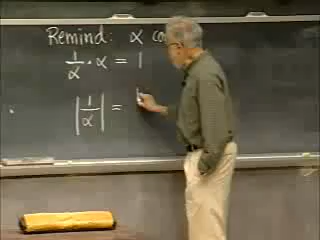 Remind: α
1/α · α = 1
|1/α| =